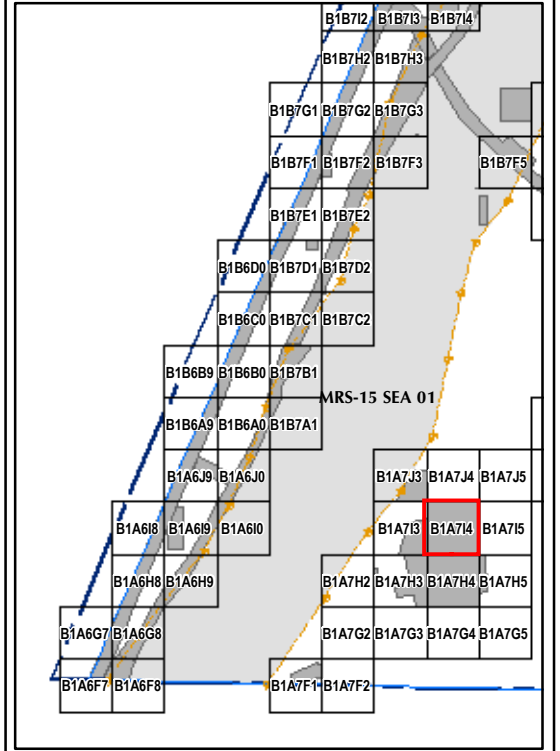 B1B7I2 B1B7I3 B1B7I4
B1B7H2 B1B7H3
B1B7G1 B1B7G2 B1B7G3
B1B7F1 B1B7F2 B1B7F3 B1B7F5
B1B7E1 B1B7E2
B1B6D0 B1B7D1 B1B7D2
B1B6C0 B1B7C1 B1B7C2
B1B6B9 B1B6B0 B1B7B1
MRS-15 SEA 01
B1B6A9 B1B6A0 B1B7A1
B1A6J9 B1A6J0 B1A7J3 B1A7J4 B1A7J5
B1A6I8 B1A6I9 B1A6I0 B1A7I3 B1A7I4 B1A7I5
B1A6H8 B1A6H9 B1A7H2 B1A7H3 B1A7H4 B1A7H5
B1A6G7 B1A6G8 B1A7G2 B1A7G3 B1A7G4 B1A7G5
B1A6F7 B1A6F8 B1A7F1 B1A7F2